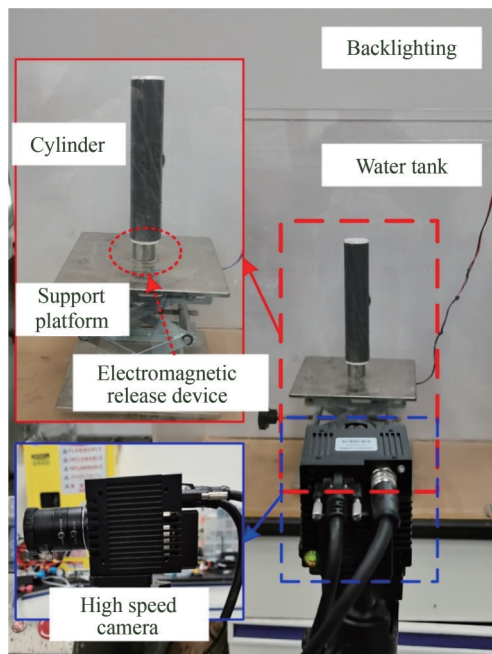 Backlighting
Cylinder
Water tank
Support
platform
Electromagnetic
release device
High speed
camera